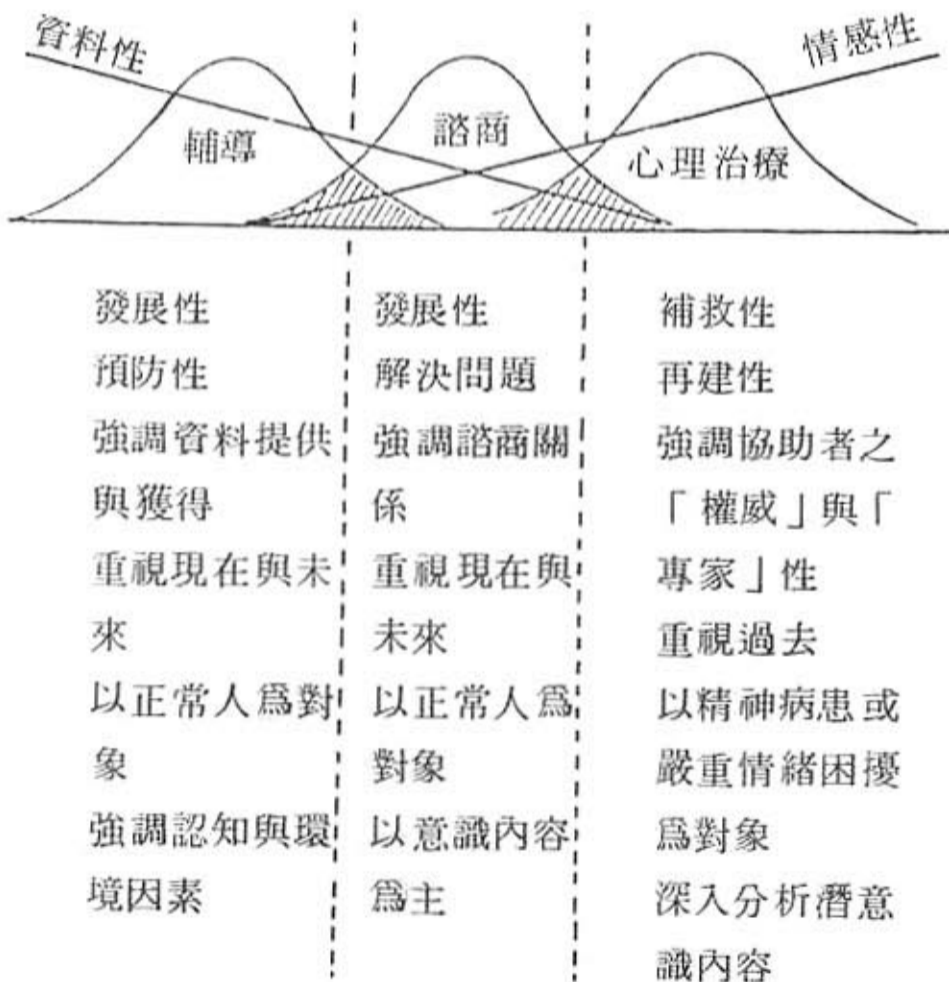 資料性
情感性
輔導
諮商
心理治療
發展性
預防性
強調資料提供
與獲得
重視現在與未
來
以正常人爲對
象
強調認知與環
境因素
發展性
解決問題
強調諮商關
係
重視現在與
未來
以正常人爲
對象
以意識內容
爲主
補救性
再建性
強調協助者之
「權威」與「
專家」性
重視過去
以精神病患或
嚴重情緒困擾
爲對象
深入分析潛意
識內容